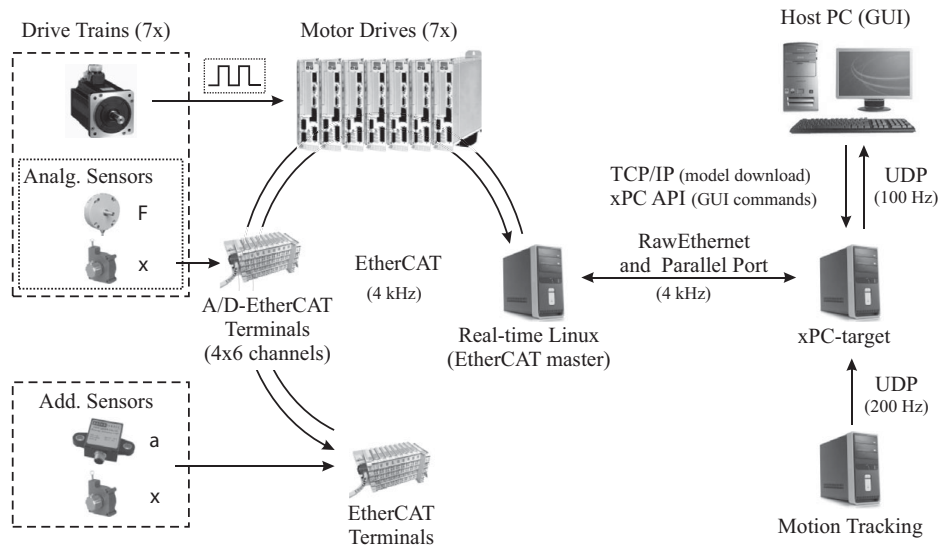 Drive Trains (7x)
Motor Drives (7x)
Host PC (GUI)
Analg. Sensors
F
x
TCP/IP (model download)
xPC API (GUI commands)
UDP
(100 Hz)
A/D-EtherCAT
Terminals
(4x6 channels)
EtherCAT
(4 kHz)
RawEthernet
and Parallel Port
(4 kHz)
Real-time Linux
(EtherCAT master)
xPC-target
Add. Sensors
a
x
UDP
(200 Hz)
EtherCAT
Terminals
Motion Tracking